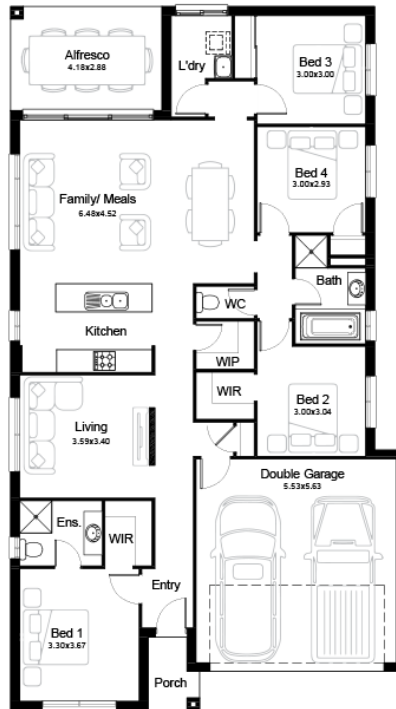 Alfresco
4.18x2.88
L'dry
Bed 3
3.00x3.00
Bed 4
3.00x2.93
Family/ Meals
6.48x4.52
Bath
WC
Kitchen
WIP
WIR
Bed 2
3.00x3.04
Living
3.59x3.40
Double Garage
5.53x5.63
Ens.
WIR
Entry
Bed 1
3.30x3.67
Porch